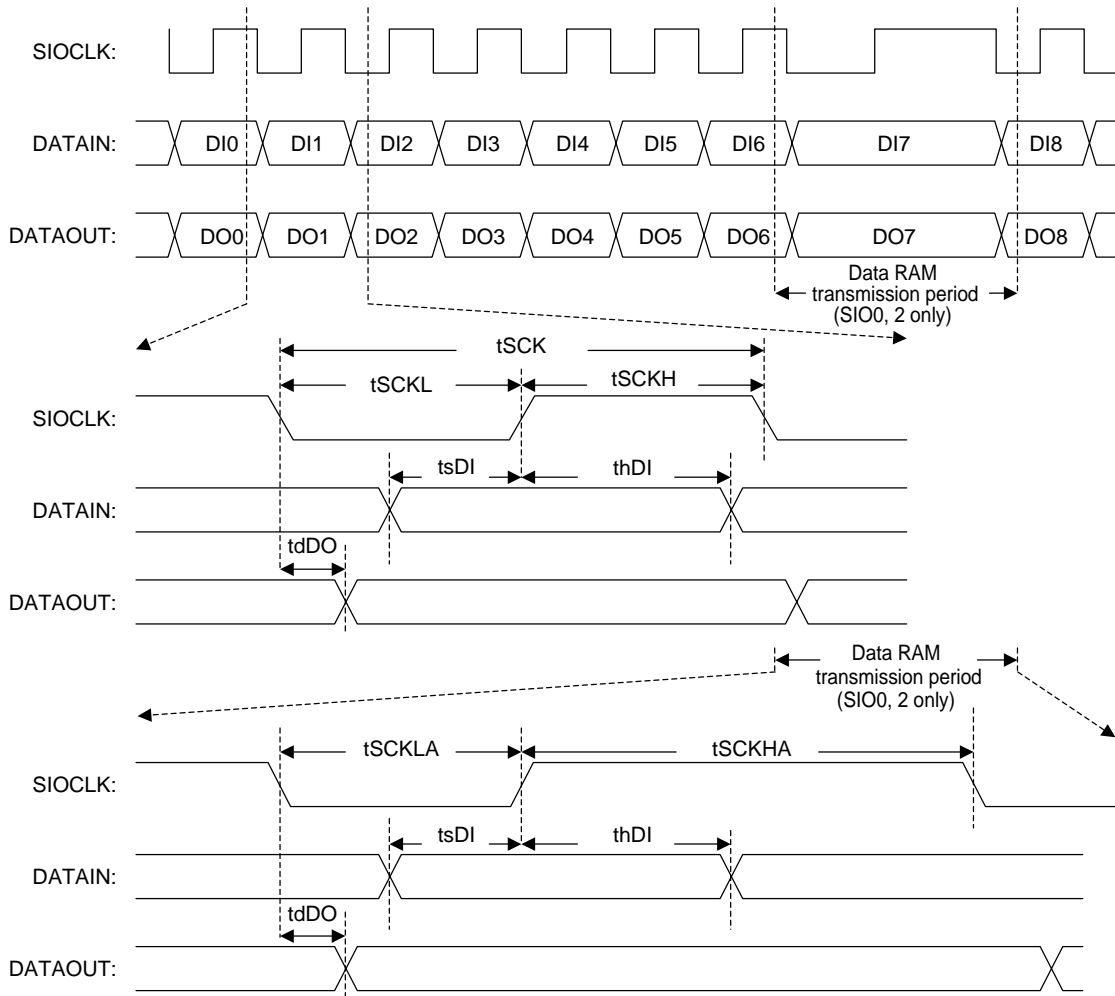 SIOCLK:
DATAIN: DI0 DI1 DI2 DI3 DI4 DI5 DI6 DI7 DI8
DATAOUT: DO0 DO1 DO2 DO3 DO4 DO5 DO6 DO7 DO8
Data RAM
transmission period
(SIO0, 2 only)
tSCK
tSCKL tSCKH
SIOCLK:
tsDI thDI
DATAIN:
tdDO
DATAOUT:
Data RAM
transmission period
(SIO0, 2 only)
tSCKLA tSCKHA
SIOCLK:
tsDI thDI
DATAIN:
tdDO
DATAOUT: